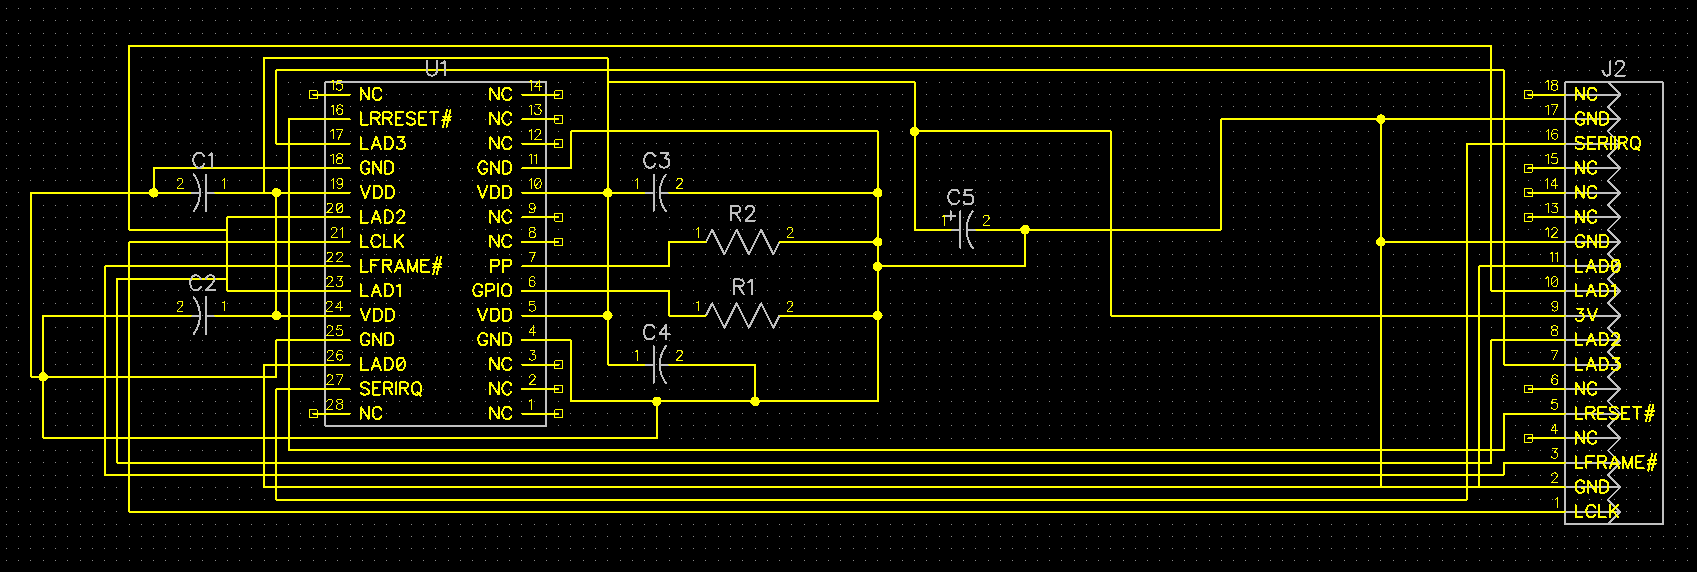 U1
J2
15 NC NC 14
16 LRRESET# NC 13
17 LAD3 NC 12
18 GND GND 11
19 VDD VDD 10
20 LAD2 NC 9
21 LCLK NC 8
22 LFRAME# PP 7
23 LAD1 GPIO 6
24 VDD VDD 5
25 GND GND 4
26 LAD0 NC 3
27 SERIRQ NC 2
28 NC NC 1
C1
2 1
C2
2 1
C3
1 2
R2
1 2
R1
1 2
C4
1 2
C5
1 + 2
18 NC
17 GND
16 SERIRQ
15 NC
14 NC
13 NC
12 GND
11 LAD0
10 LAD1
9 3V
8 LAD2
7 LAD3
6 NC
5 LRESET#
4 NC
3 LFRAME#
2 GND
1 LCLK